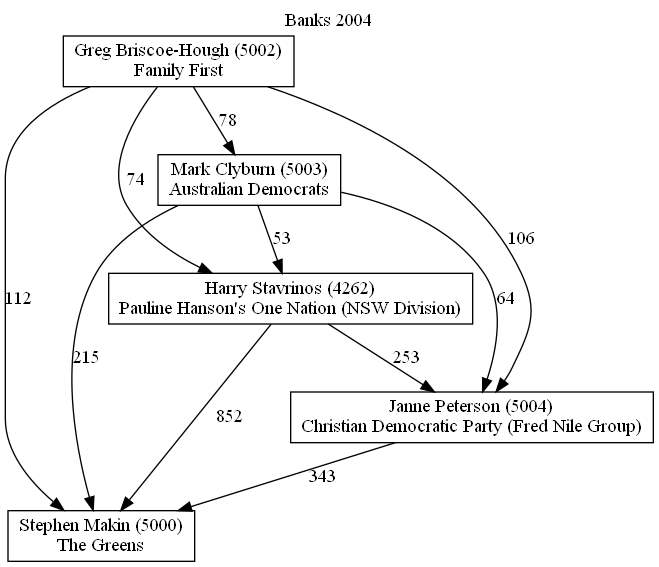 Banks 2004
Greg Briscoe-Hough (5002)
Family First
78
Mark Clyburn (5003)
Australian Democrats
74
53
106
Harry Stavrinos (4262)
Pauline Hanson's One Nation (NSW Division)
112
64
215
253
852
Janne Peterson (5004)
Christian Democratic Party (Fred Nile Group)
343
Stephen Makin (5000)
The Greens